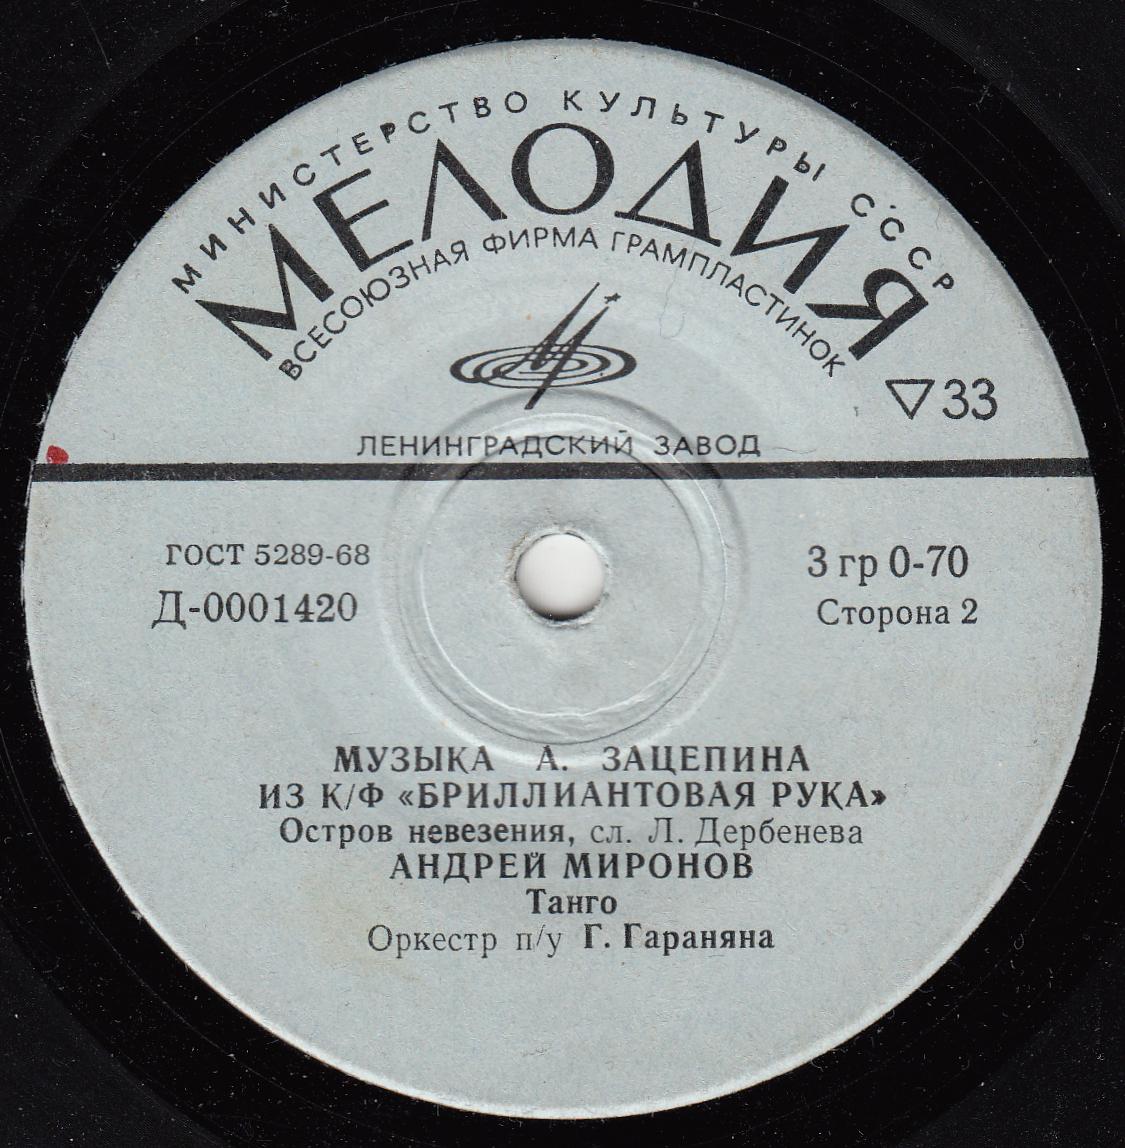 МИНИСТЕРСТВО КУЛЬТУРЫ СССР
МЕЛОДИЯ
ВСЕСОЮЗНАЯ ФИРМА ГРАМПЛАСТИНОК
▽33
ЛЕНИНГРАДСКИЙ ЗАВОД
ГОСТ 5289-68
3 гр 0-70
Д-0001420
Сторона 2
МУЗЫКА А. ЗАЦЕПИНА
ИЗ К/Ф «БРИЛЛИАНТОВАЯ РУКА»
Остров невезения, сл. Л. Дербенева
АНДРЕЙ МИРОНОВ
Танго
Оркестр п/у Г. Гараняна